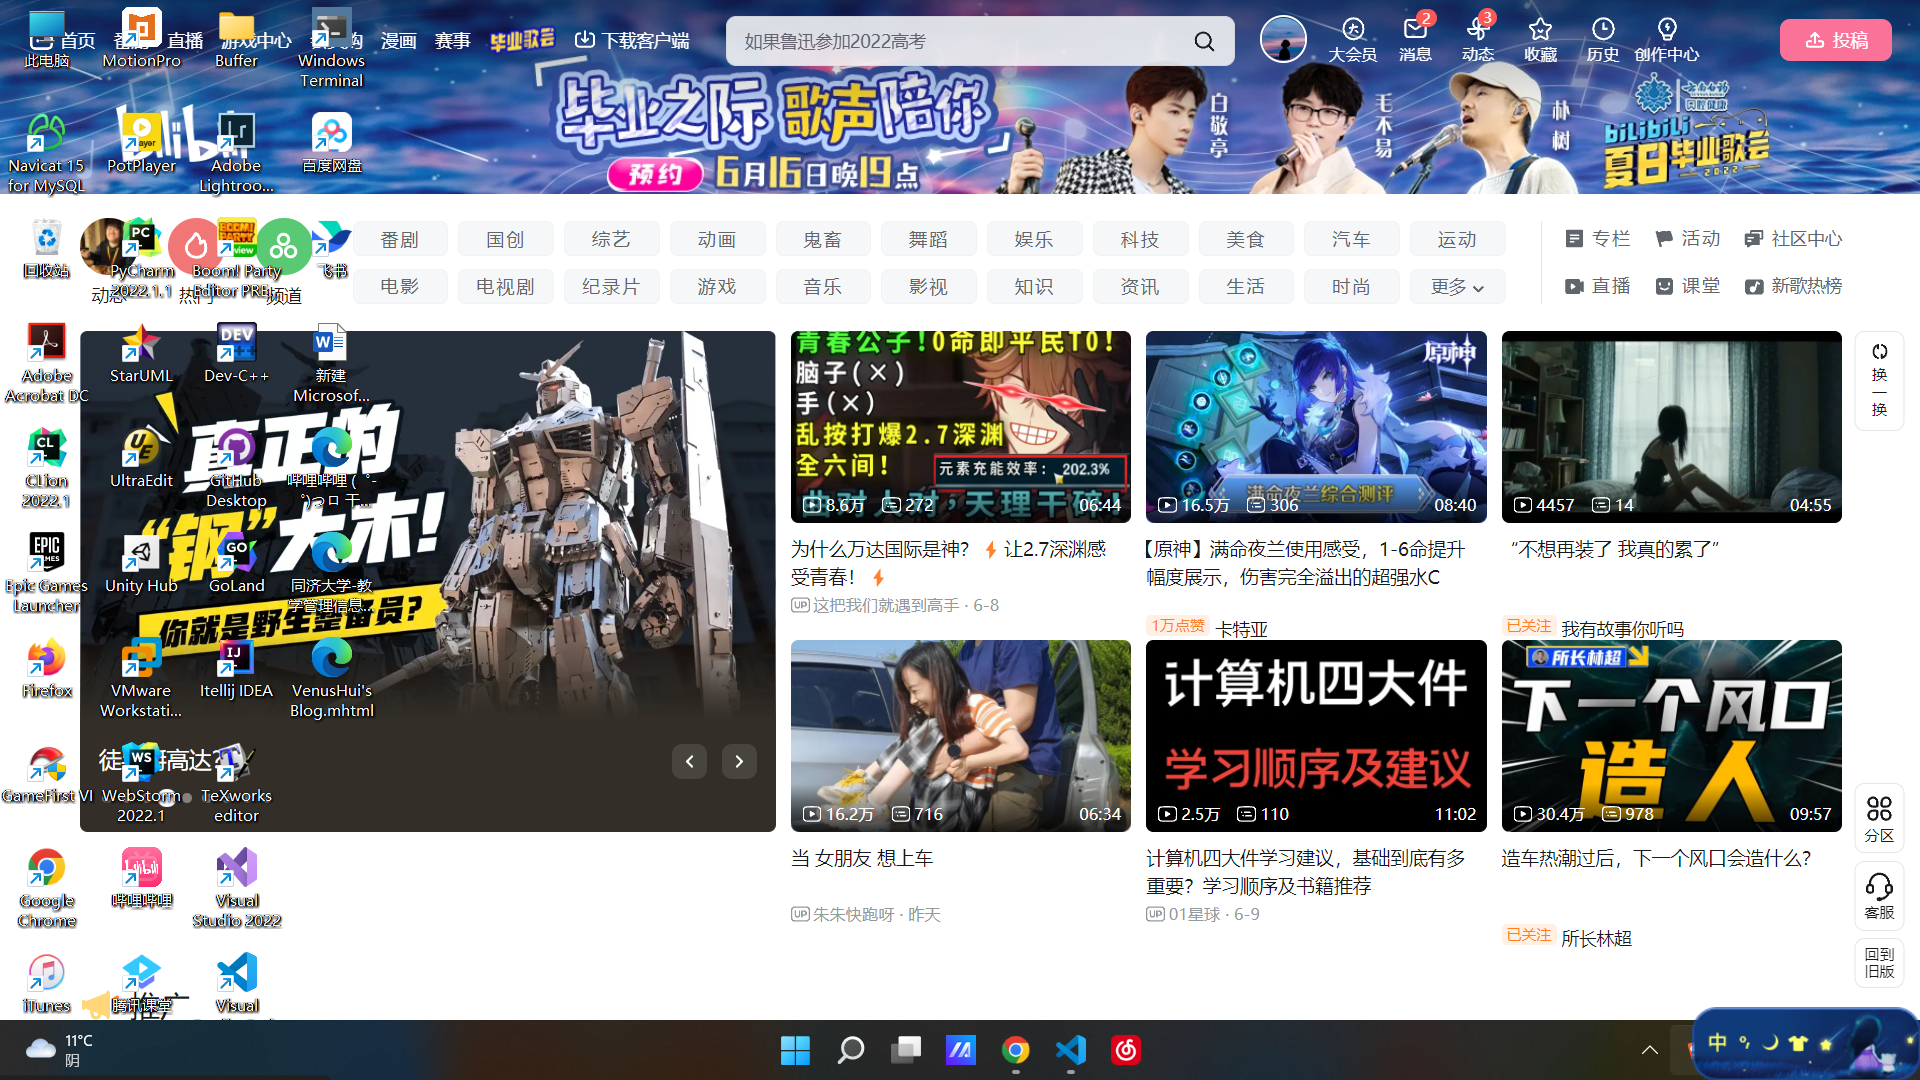 首页
直播
漫画
赛事
毕业歌会
下载客户端
如果鲁迅参加2022高考
大会员
2
消息
3
动态
收藏
历史
创作中心
投稿
此电脑
MotionPro
Buffer
Windows
Terminal
毕业之际 歌声陪你
预约 6月16日晚19点
白敬亭
毛不易
朴树
bilibili
夏日毕业歌会
2022
Navicat 15
for MySQL
PotPlayer
Adobe
Lightroo...
百度网盘
回收站
PyCharm
2022.1.1
Boom! Party
Editor PRE
飞书
频道
番剧
国创
综艺
动画
鬼畜
舞蹈
娱乐
科技
美食
汽车
运动
专栏
活动
社区中心
电影
电视剧
纪录片
游戏
音乐
影视
知识
资讯
生活
时尚
更多
直播
课堂
新歌热榜
Adobe
Acrobat DC
StarUML
Dev-C++
新建
Microsof...
CLion
2022.1
UltraEdit
GitHub
Desktop
哔哩哔哩 ( ゜-
゜)つロ 干...
Epic Games
Launcher
Unity Hub
GoLand
同济大学-教
学管理信息...
Firefox
VMware
Workstati...
Itellij IDEA
VenusHui's
Blog.mhtml
GameFirst VI
WebStorm
2022.1
TeXworks
editor
Google
Chrome
哔哩哔哩
Visual
Studio 2022
iTunes
腾讯课堂
Visual
推广
真正的
“钢”大木！
你就是野生整备员？
青春公子！0命即平民T0！
脑子(×)
手(×)
乱按打爆2.7深渊
全六间！
元素充能效率： 202.3%
8.6万
272
06:44
为什么万达国际是神？ 让2.7深渊感
受青春！
UP 这把我们就遇到高手 · 6-8
原神
满命夜兰综合测评
16.5万
306
08:40
【原神】满命夜兰使用感受，1-6命提升
幅度展示，伤害完全溢出的超强水C
1万点赞 卡特亚
4457
14
04:55
“不想再装了 我真的累了”
已关注 我有故事你听吗
换
一
换
16.2万
716
06:34
当 女朋友 想上车
UP 朱朱快跑呀 · 昨天
计算机四大件
学习顺序及建议
2.5万
110
11:02
计算机四大件学习建议，基础到底有多
重要？学习顺序及书籍推荐
UP 01星球 · 6-9
所长林超
下一个风口
造人
30.4万
978
09:57
造车热潮过后，下一个风口会造什么？
已关注 所长林超
分区
客服
回到
旧版
11°C
阴
中